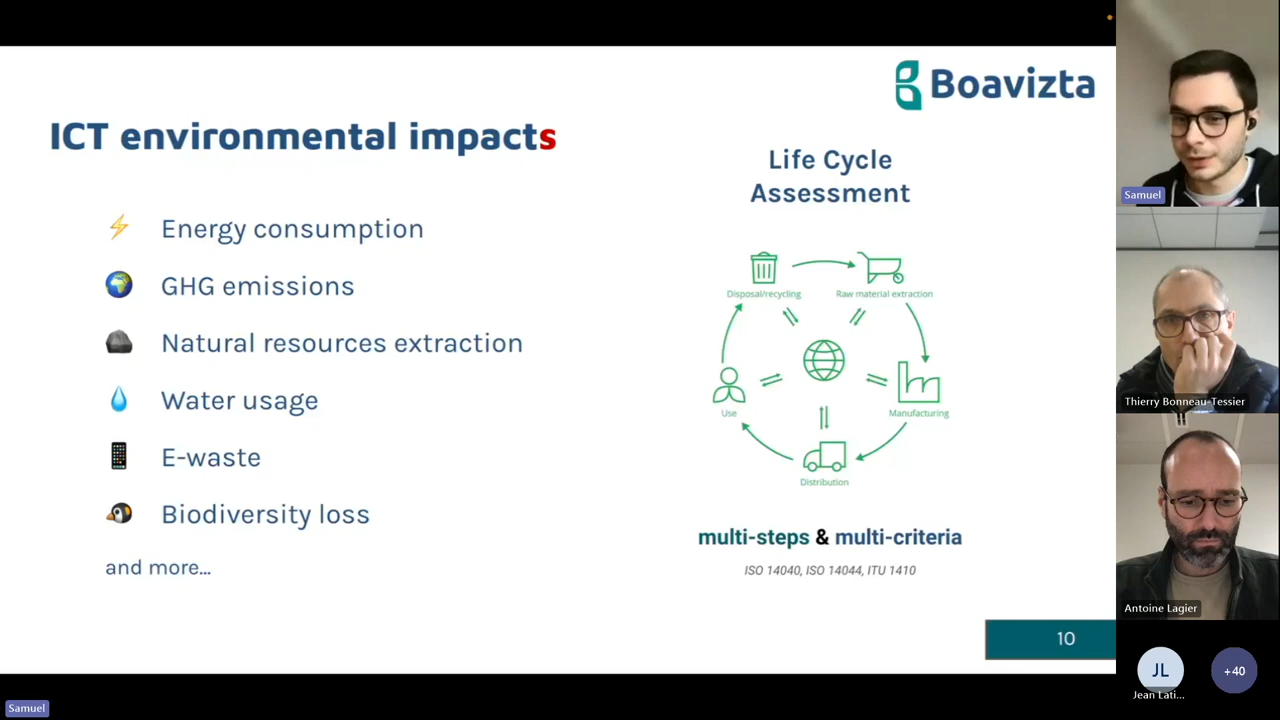 Boavizta
ICT environmental impacts
Energy consumption
GHG emissions
Natural resources extraction
Water usage
E-waste
Biodiversity loss
and more...
Life Cycle
Assessment
Disposal/recycling
Raw material extraction
Use
Manufacturing
Distribution
multi-steps & multi-criteria
ISO 14040, ISO 14044, ITU 1410
10
Samuel
Samuel
Thierry Bonneau-Tessier
Antoine Lagier
JL
Jean Lati...
+40